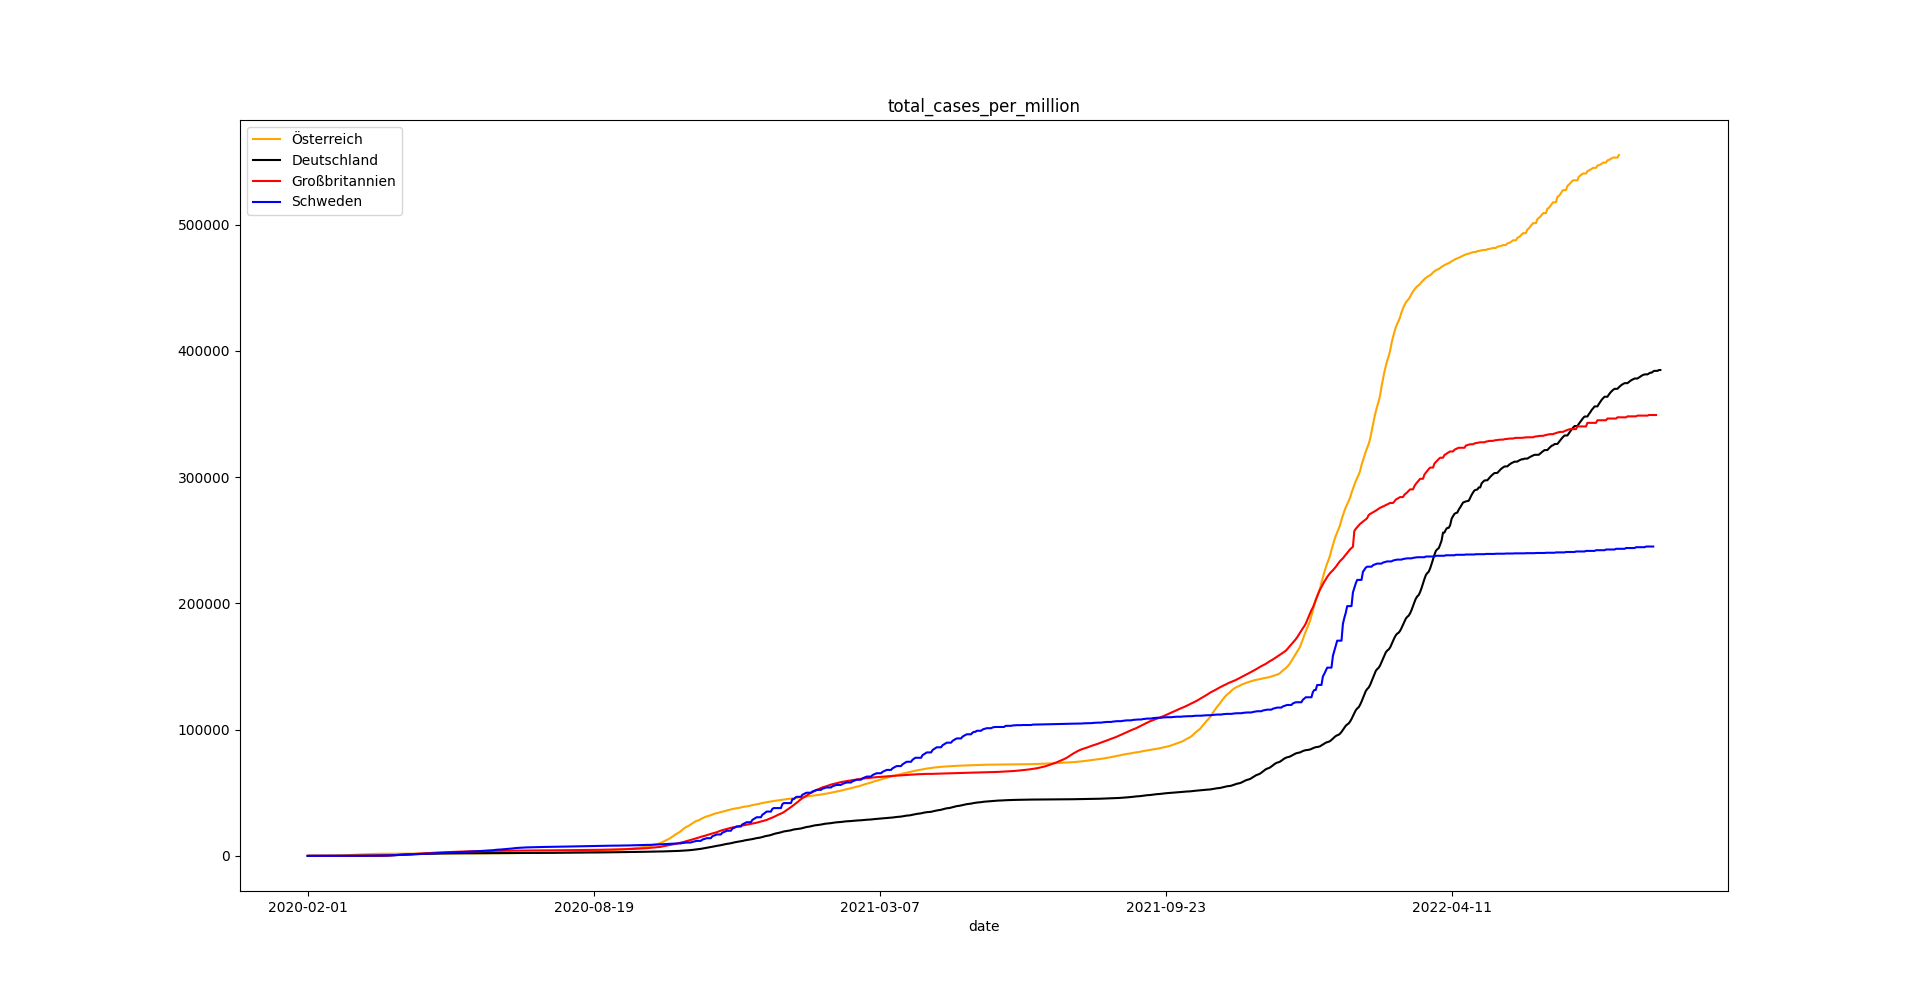 total_cases_per_million
Österreich
Deutschland
Großbritannien
Schweden
500000
400000
300000
200000
100000
0
2020-02-01 2020-08-19 2021-03-07 2021-09-23 2022-04-11
date